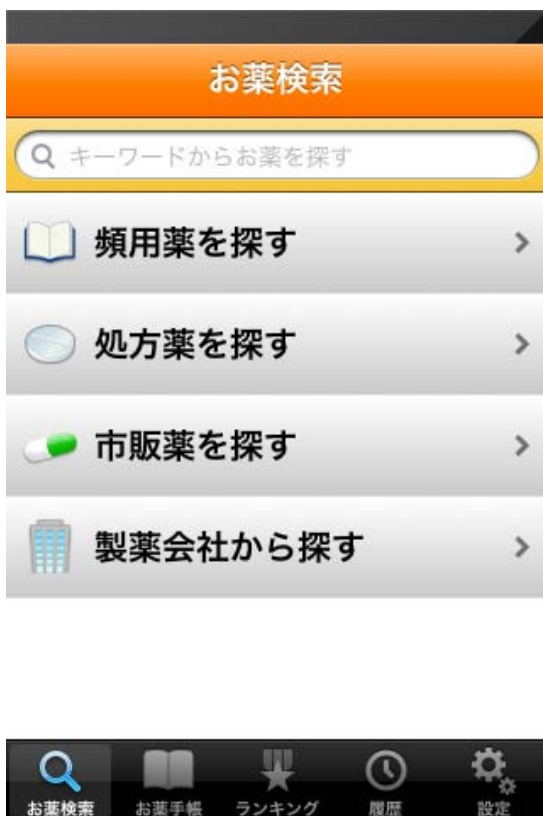 お薬検索
キーワードからお薬を探す
頻用薬を探す
処方薬を探す
市販薬を探す
製薬会社から探す
お薬検索 お薬手帳 ランキング 履歴 設定